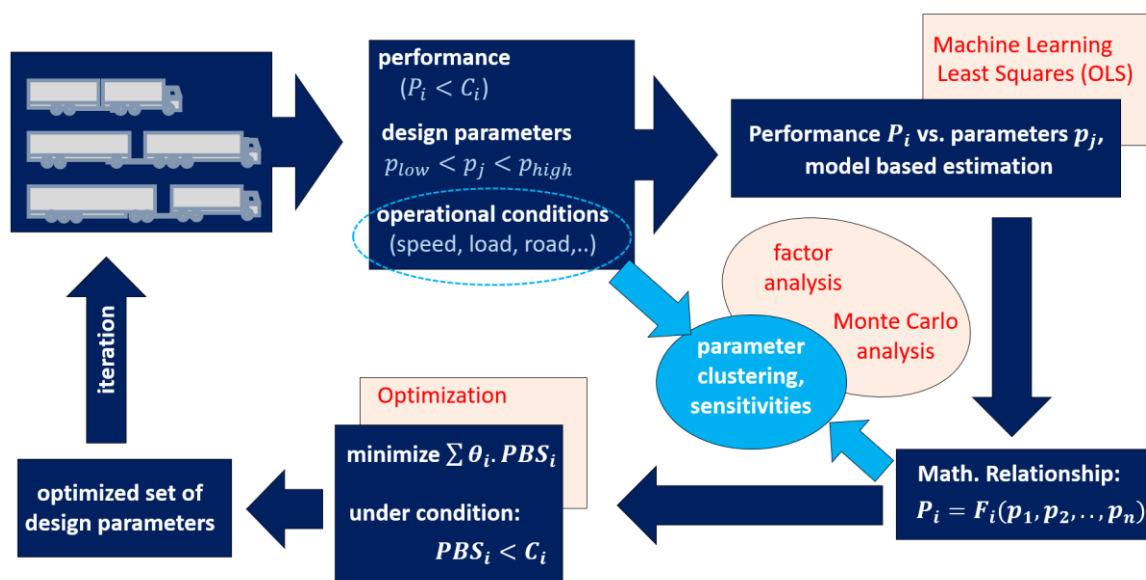 performance
(P_i < C_i)
design parameters
p_low < p_j < p_high
operational conditions
(speed, load, road,..)
Machine Learning
Least Squares (OLS)
Performance P_i vs. parameters p_j,
model based estimation
factor
analysis
Monte Carlo
analysis
parameter
clustering,
sensitivities
Math. Relationship:
P_i = F_i(p_1, p_2, . . , p_n)
Optimization
minimize ∑ θ_i. PBS_i
under condition:
PBS_i < C_i
optimized set of
design parameters
iteration